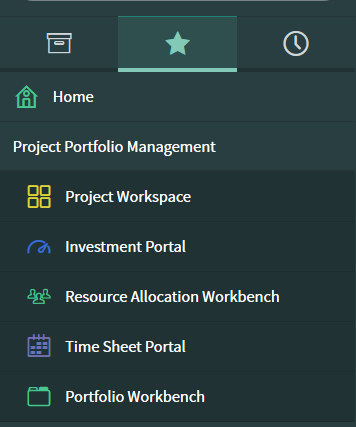 Home
Project Portfolio Management
Project Workspace
Investment Portal
Resource Allocation Workbench
Time Sheet Portal
Portfolio Workbench